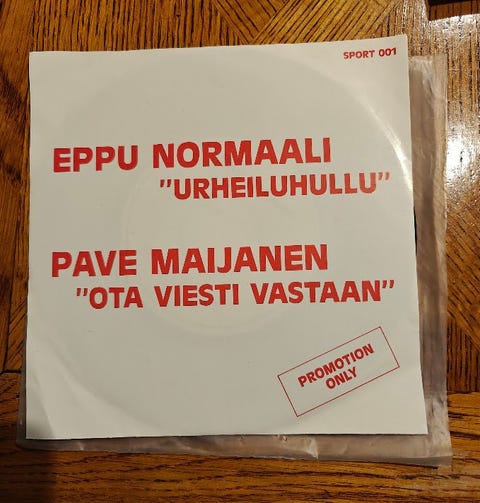 SPORT 001
EPPU NORMAALI
"URHEILUHULLU"
PAVE MAIJANEN
"OTA VIESTI VASTAAN"
PROMOTION
ONLY